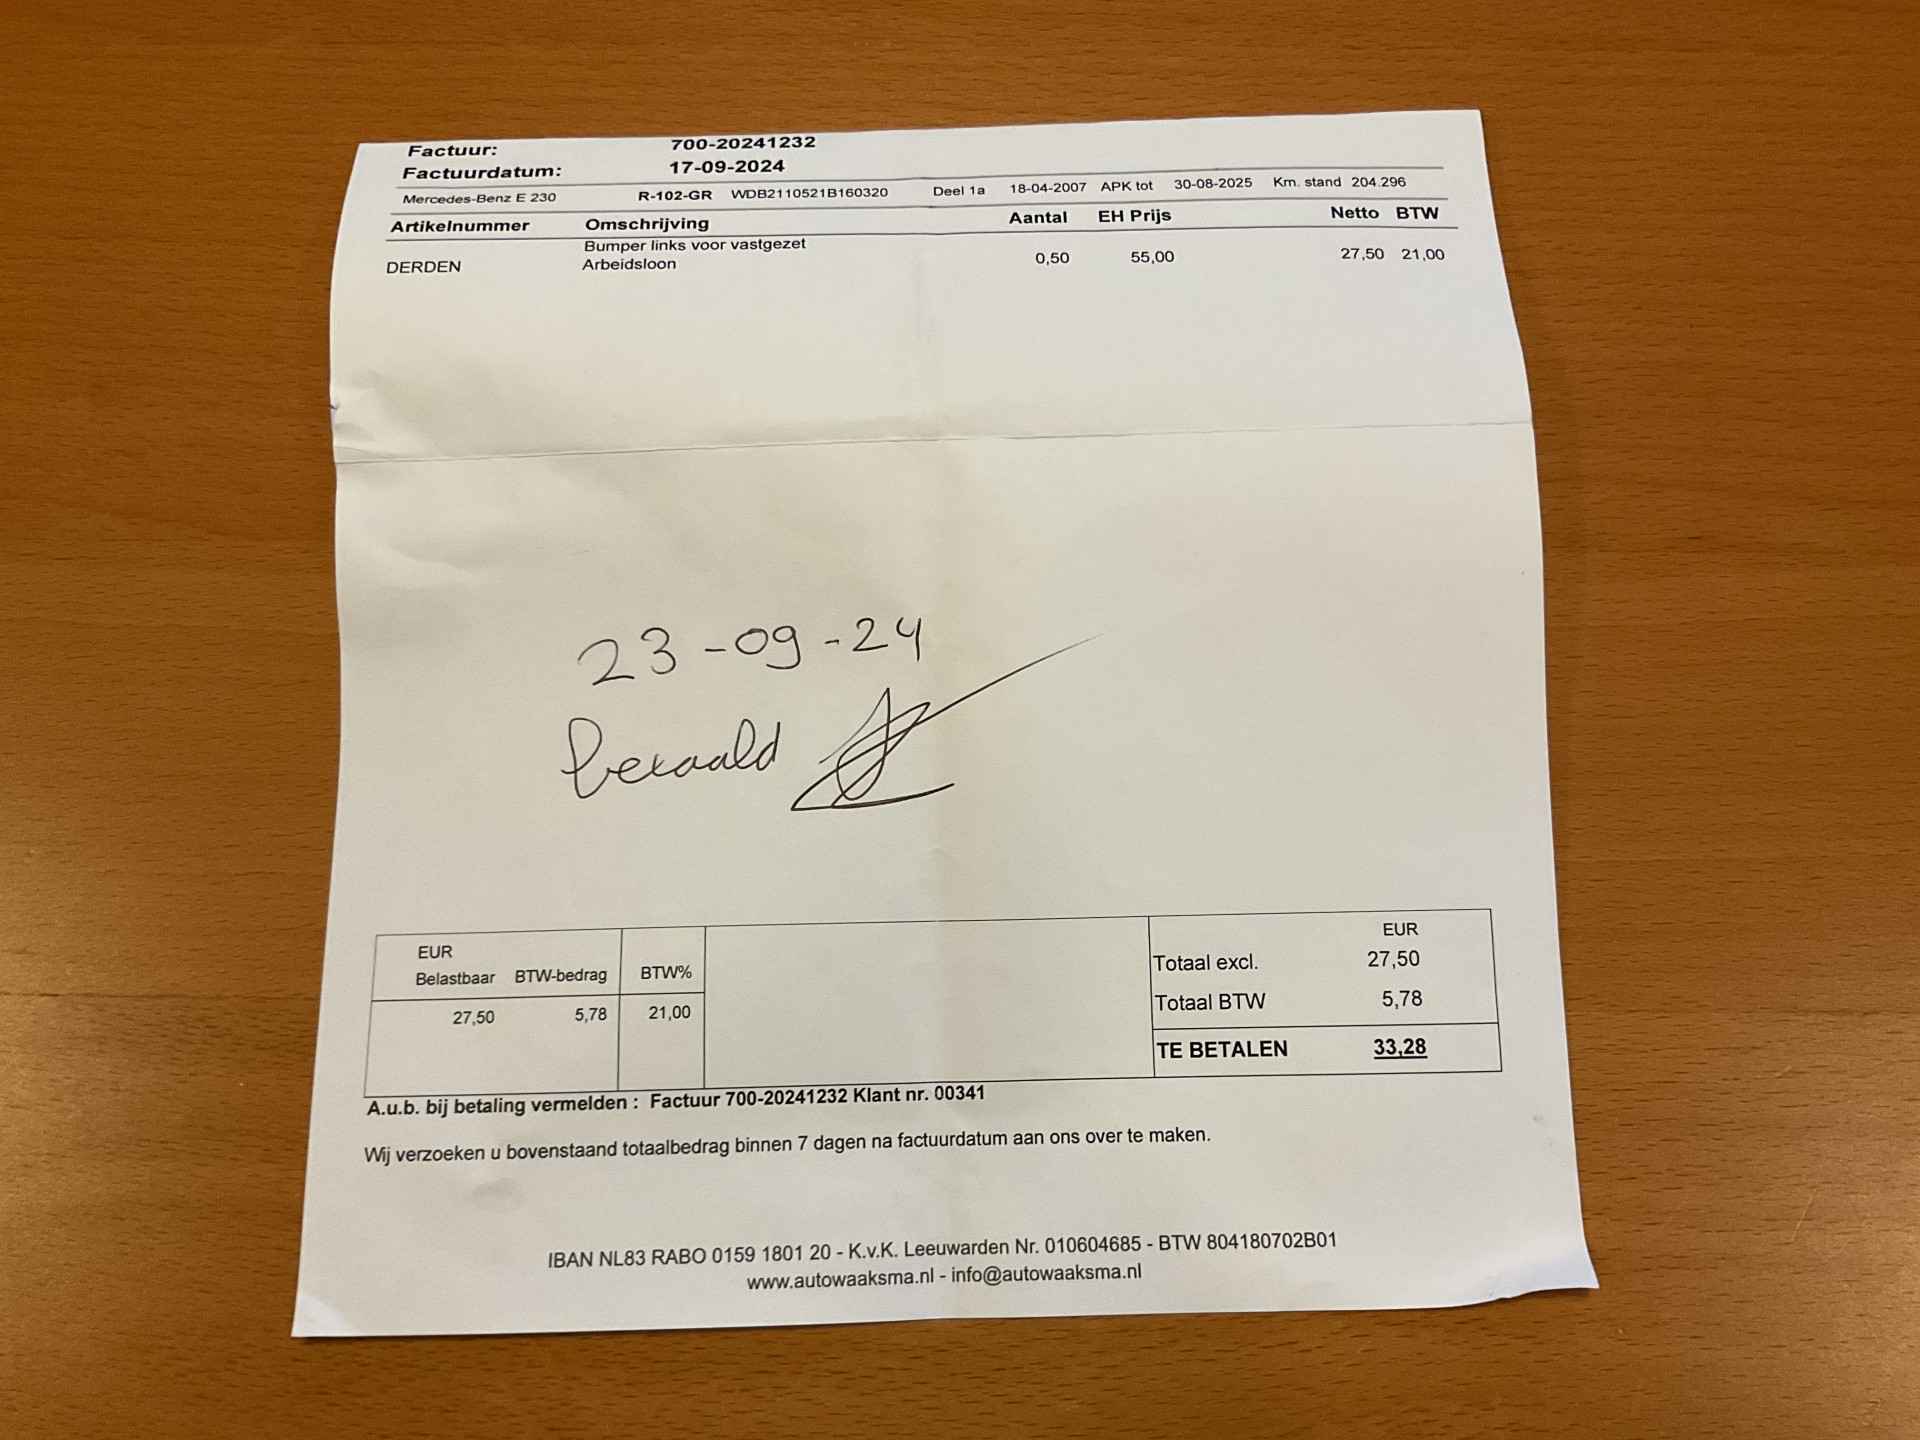 Factuur: 700-20241232
Factuurdatum: 17-09-2024
Mercedes-Benz E 230 R-102-GR WDB2110521B160320 Deel 1a 18-04-2007 APK tot 30-08-2025 Km. stand 204.296
Artikelnummer Omschrijving Aantal EH Prijs Netto BTW
Bumper links voor vastgezet
DERDEN Arbeidsloon 0,50 55,00 27,50 21,00
23-09-24
betaald
EUR
Belastbaar BTW-bedrag BTW%
27,50 5,78 21,00
EUR
Totaal excl. 27,50
Totaal BTW 5,78
TE BETALEN 33,28
A.u.b. bij betaling vermelden : Factuur 700-20241232 Klant nr. 00341
Wij verzoeken u bovenstaand totaalbedrag binnen 7 dagen na factuurdatum aan ons over te maken.
IBAN NL83 RABO 0159 1801 20 - K.v.K. Leeuwarden Nr. 010604685 - BTW 804180702B01
www.autowaaksma.nl - info@autowaaksma.nl